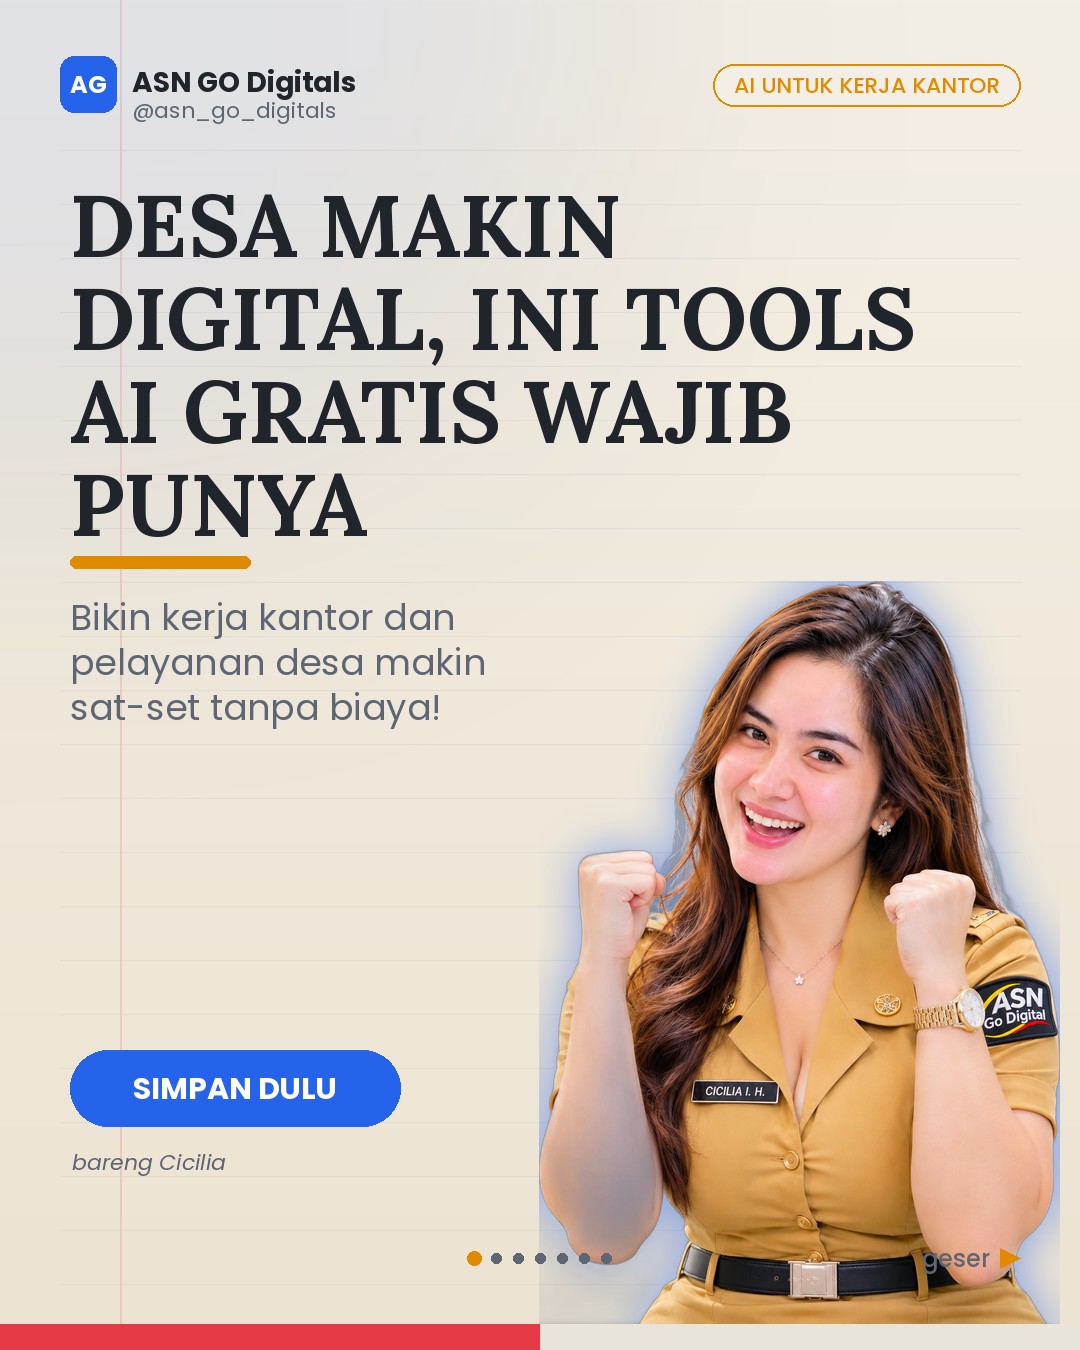 AG
ASN GO Digitals
@asn_go_digitals
AI UNTUK KERJA KANTOR
DESA MAKIN
DIGITAL, INI TOOLS
AI GRATIS WAJIB
PUNYA
Bikin kerja kantor dan
pelayanan desa makin
sat-set tanpa biaya!
ASN
Go Digital
CICILIA I. H.
SIMPAN DULU
bareng Cicilia
geser